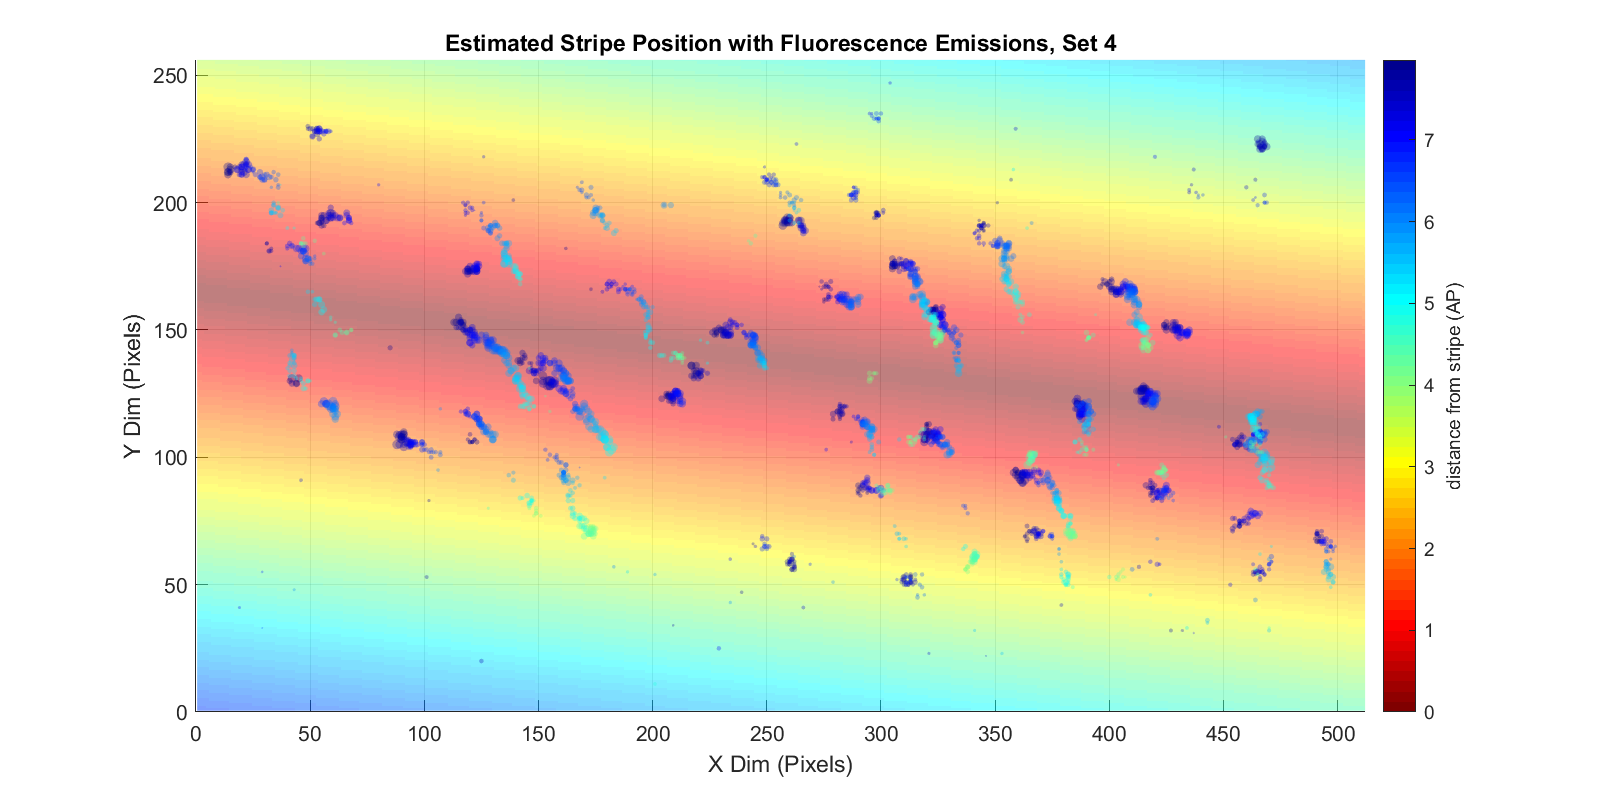 Estimated Stripe Position with Fluorescence Emissions, Set 4
250
200
150
100
50
0
Y Dim (Pixels)
0 50 100 150 200 250 300 350 400 450 500
X Dim (Pixels)
7
6
5
4
3
2
1
0
distance from stripe (AP)